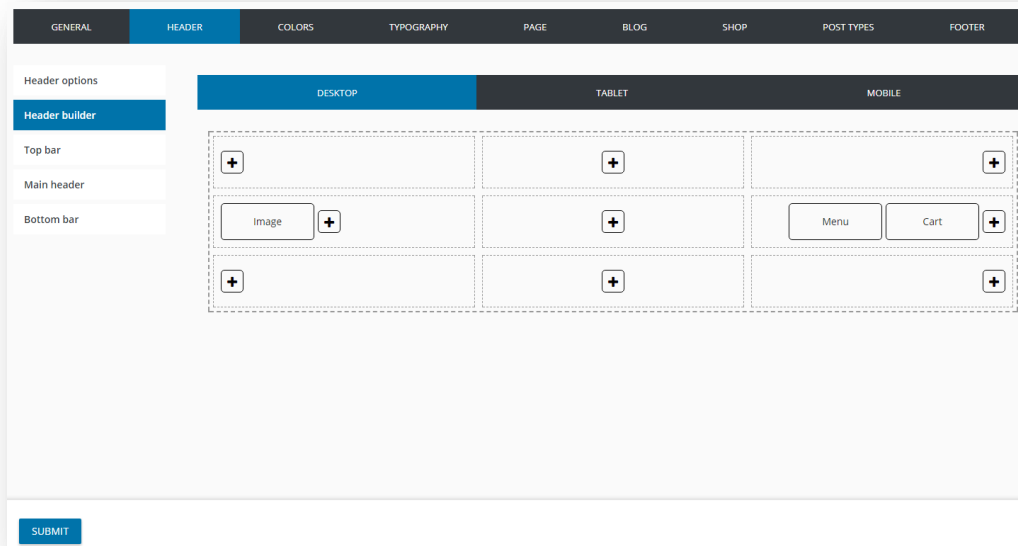 GENERAL HEADER COLORS TYPOGRAPHY PAGE BLOG SHOP POST TYPES FOOTER
Header options
Header builder
Top bar
Main header
Bottom bar
DESKTOP TABLET MOBILE
Image Menu Cart
SUBMIT